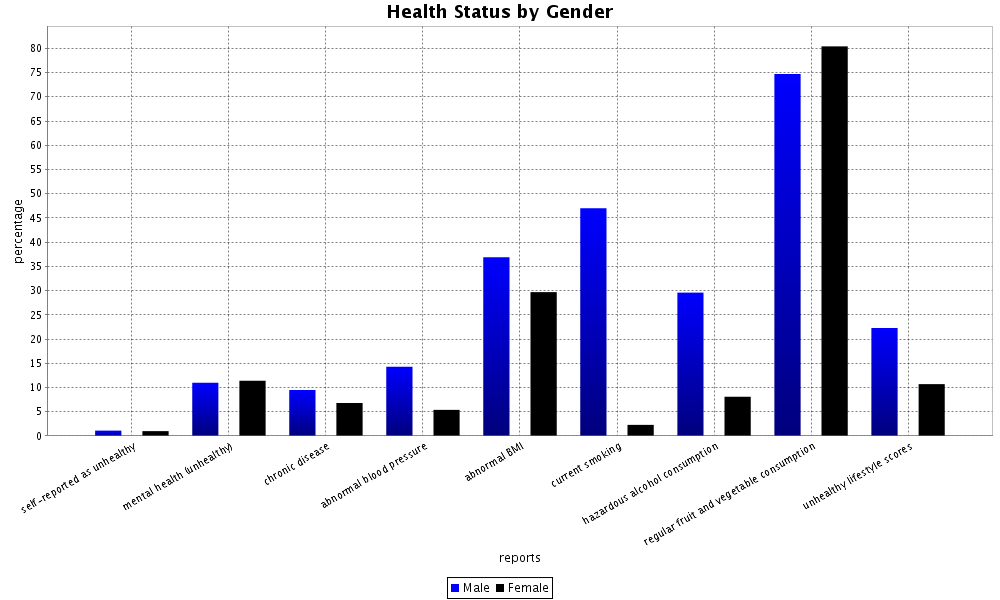 Health Status by Gender
percentage
80
75
70
65
60
55
50
45
40
35
30
25
20
15
10
5
0
self-reported as unhealthy
mental health (unhealthy)
chronic disease
abnormal blood pressure
abnormal BMI
current smoking
hazardous alcohol consumption
regular fruit and vegetable consumption
unhealthy lifestyle scores
reports
Male Female